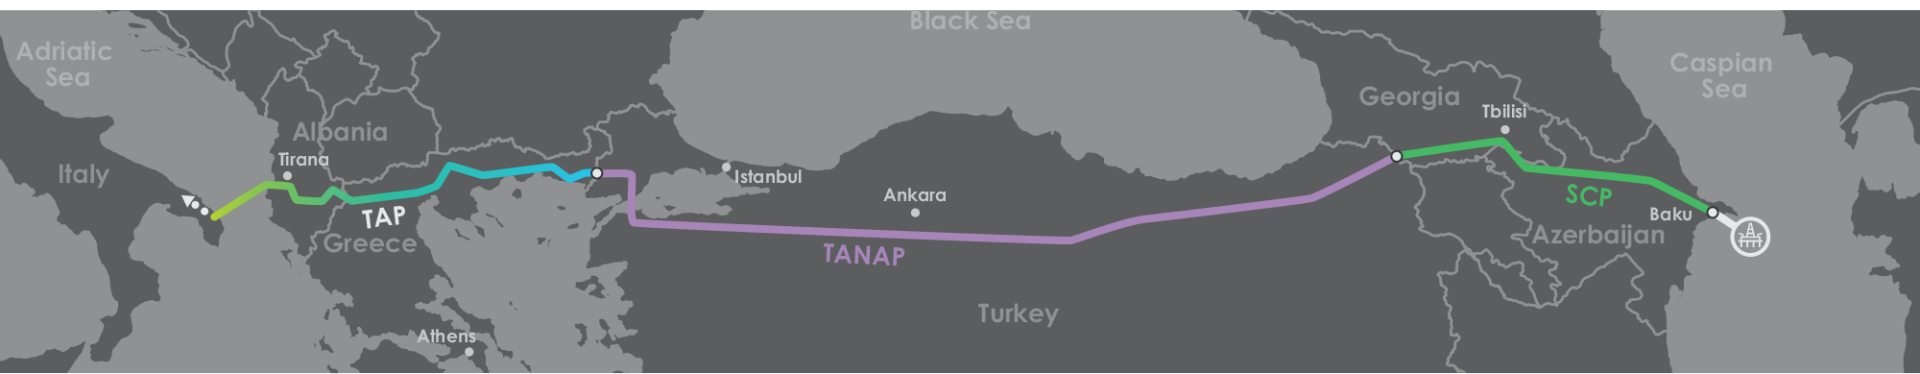 Black Sea
Adriatic
Sea
Caspian
Sea
Georgia
Tbilisi
Albania
Tirana
Italy
Istanbul
Ankara
TAP
SCP
Baku
Greece
TANAP
Azerbaijan
Turkey
Athens